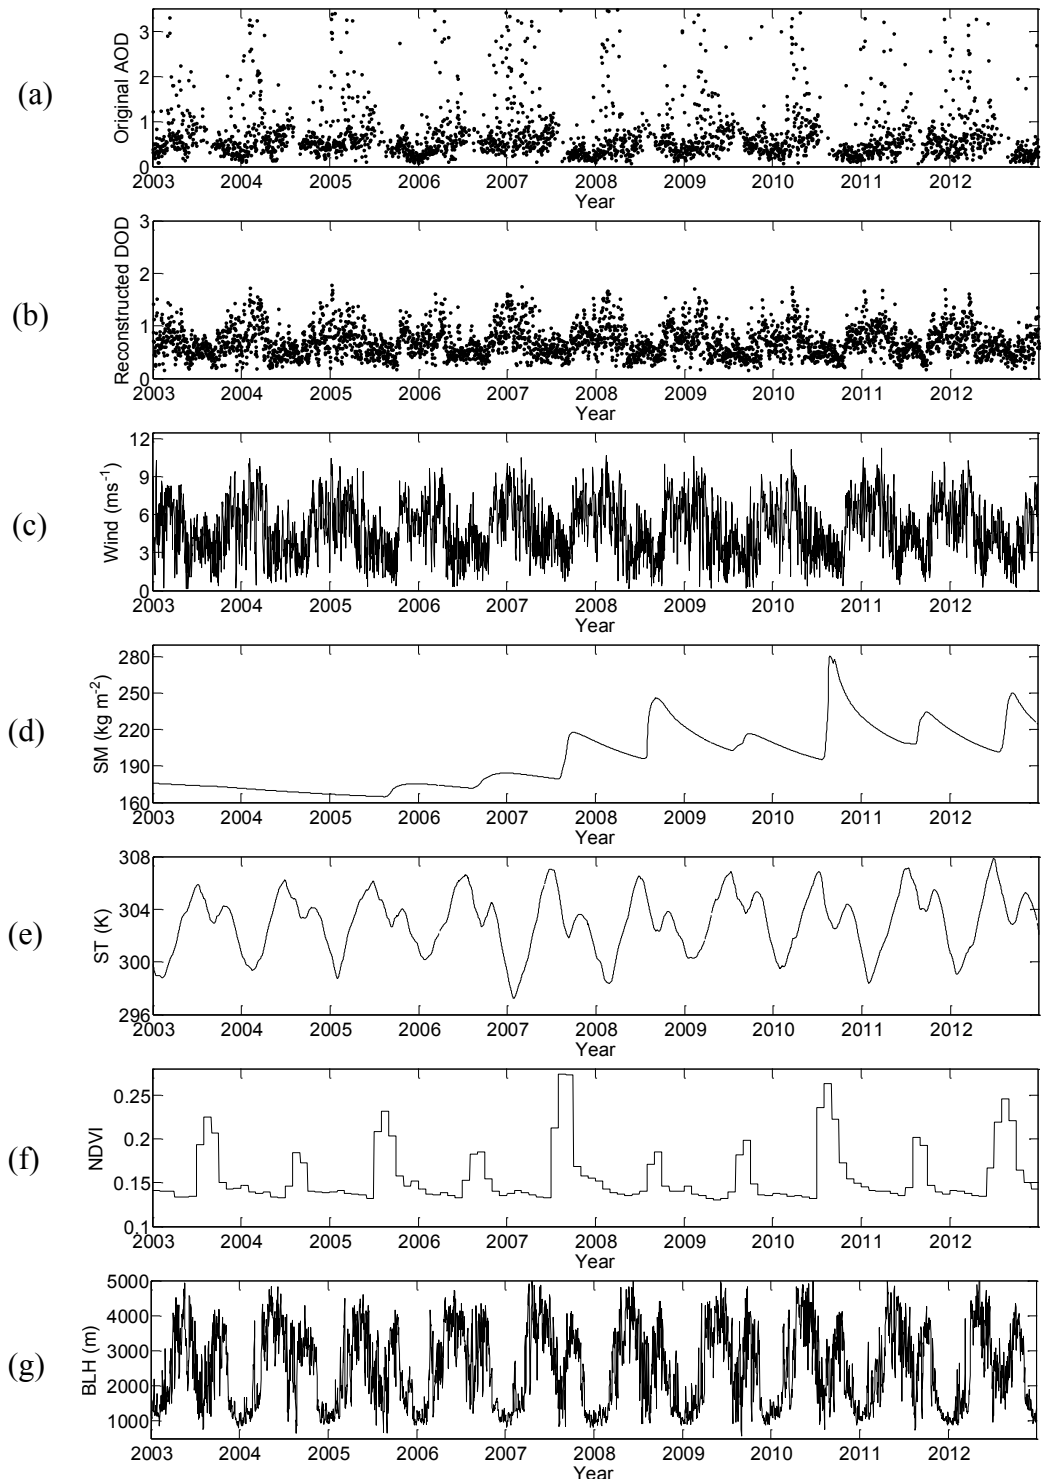 (a)
Original AOD
3
2
1
0
2003 2004 2005 2006 2007 2008 2009 2010 2011 2012
Year
(b)
Reconstructed DOD
3
2
1
0
2003 2004 2005 2006 2007 2008 2009 2010 2011 2012
Year
(c)
Wind (ms⁻¹)
12
9
6
3
0
2003 2004 2005 2006 2007 2008 2009 2010 2011 2012
Year
(d)
SM (kg m⁻²)
280
250
220
190
160
2003 2004 2005 2006 2007 2008 2009 2010 2011 2012
Year
(e)
ST (K)
308
304
300
296
2003 2004 2005 2006 2007 2008 2009 2010 2011 2012
Year
(f)
NDVI
0.25
0.2
0.15
0.1
2003 2004 2005 2006 2007 2008 2009 2010 2011 2012
Year
(g)
BLH (m)
5000
4000
3000
2000
1000
2003 2004 2005 2006 2007 2008 2009 2010 2011 2012
Year